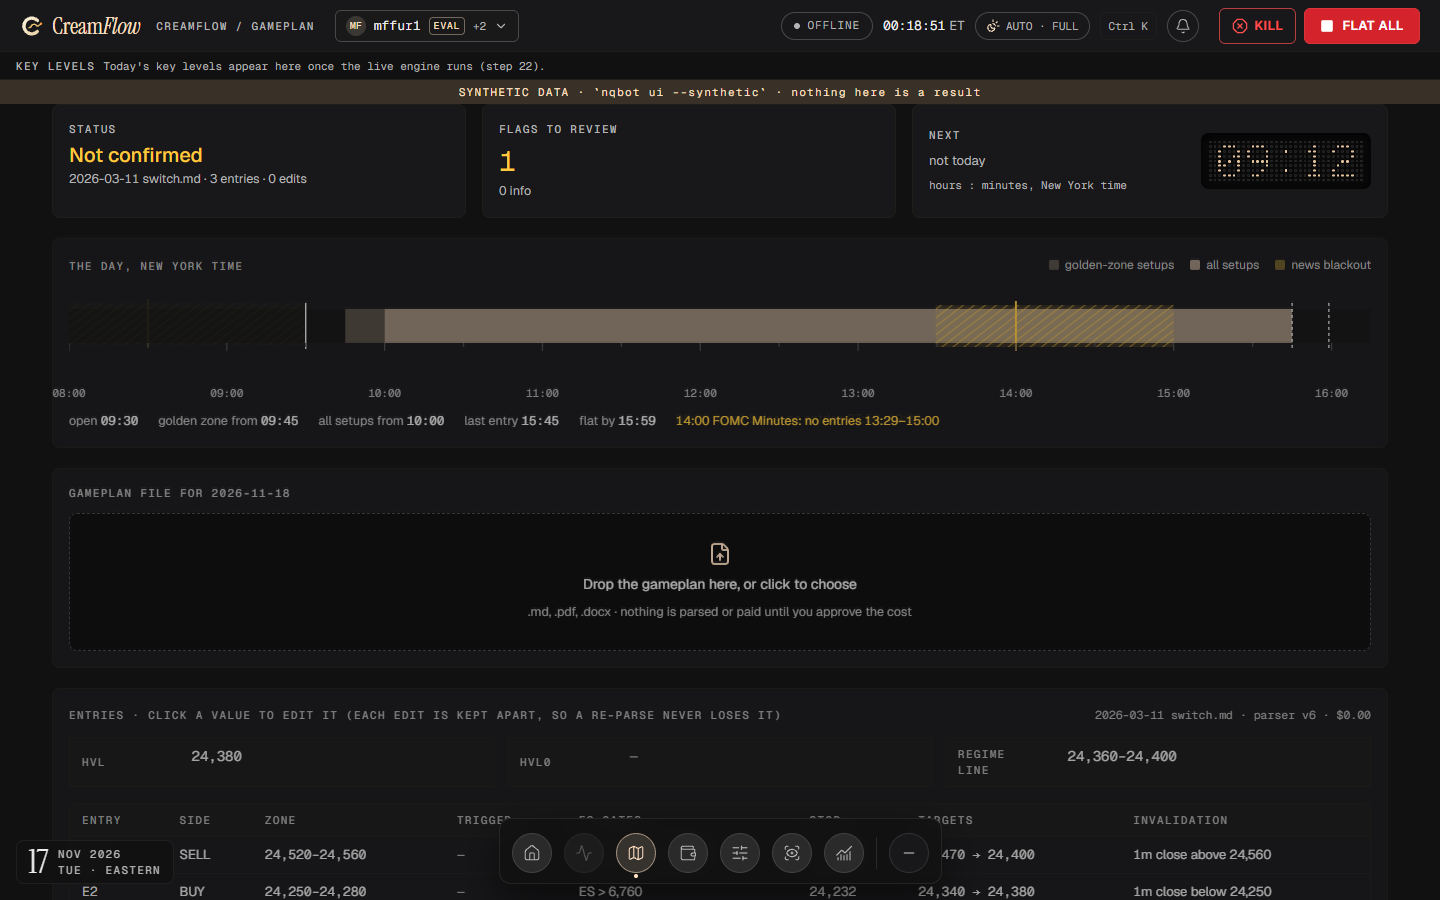 CreamFlow CREAMFLOW / GAMEPLAN MF mffur1 EVAL +2 OFFLINE 00:18:51 ET AUTO · FULL Ctrl K KILL FLAT ALL
KEY LEVELS Today's key levels appear here once the live engine runs (step 22).
SYNTHETIC DATA · `nqbot ui --synthetic` · nothing here is a result
STATUS
Not confirmed
2026-03-11 switch.md · 3 entries · 0 edits
FLAGS TO REVIEW
1
0 info
NEXT
not today
hours : minutes, New York time
09:12
THE DAY, NEW YORK TIME
golden-zone setups all setups news blackout
08:00 09:00 10:00 11:00 12:00 13:00 14:00 15:00 16:00
open 09:30 golden zone from 09:45 all setups from 10:00 last entry 15:45 flat by 15:59 14:00 FOMC Minutes: no entries 13:29–15:00
GAMEPLAN FILE FOR 2026-11-18
Drop the gameplan here, or click to choose
.md, .pdf, .docx · nothing is parsed or paid until you approve the cost
ENTRIES · CLICK A VALUE TO EDIT IT (EACH EDIT IS KEPT APART, SO A RE-PARSE NEVER LOSES IT) 2026-03-11 switch.md · parser v6 · $0.00
HVL 24,380 HVL0 — REGIME LINE 24,360–24,400
ENTRY SIDE ZONE TRIGGER INVALIDATION
SELL 24,520–24,560 — → 24,400 1m close above 24,560
E2 BUY 24,250–24,280 — ES > 6,760 24,232 24,340 → 24,380 1m close below 24,250
17 NOV 2026
TUE · EASTERN